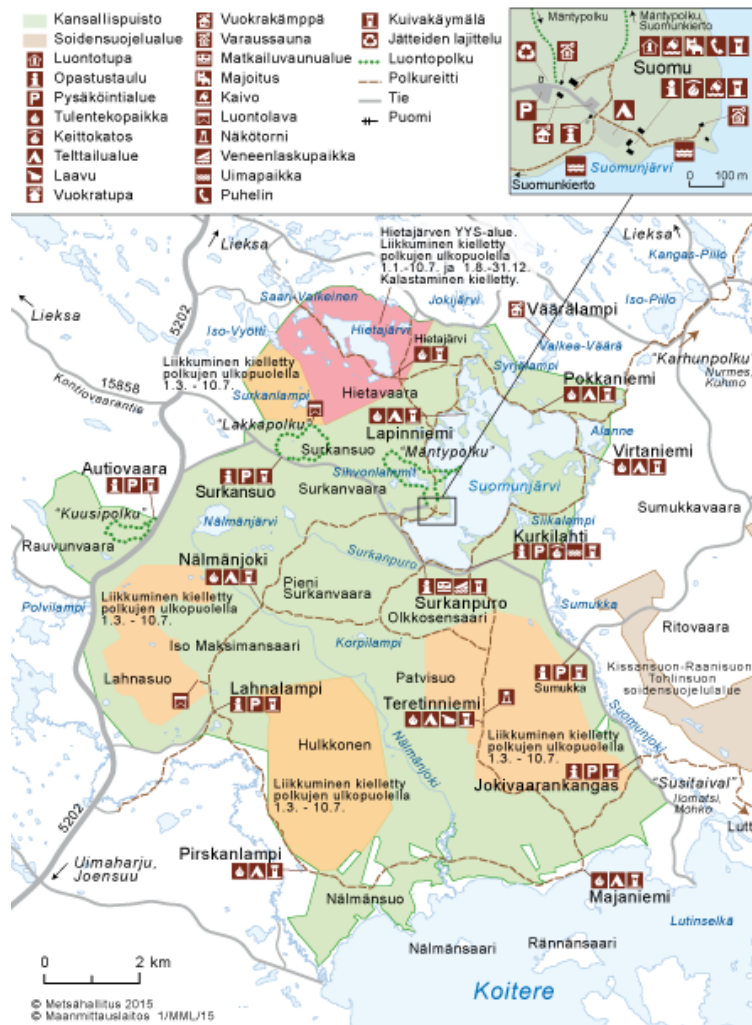 Kansallispuisto
Soidensuojelualue
Luontotupa
Opastustaulu
Pysäköintialue
Tulentekopaikka
Keittokatos
Telttailualue
Laavu
Vuokratupa
Vuokrakämppä
Varaussauna
Matkailuvaunualue
Majoitus
Kaivo
Luontolava
Näkötorni
Veneenlaskupaikka
Uimapaikka
Puhelin
Kuivakäymälä
Jätteiden lajittelu
Luontopolku
Polkureitti
Tie
Puomi
Mäntypolku
Mäntypolku,
Suomunkierto
Suomu
Suomunjärvi
Suomunkierto
0 100 m
Lieksa
Hietajärven YYS-alue.
Liikkuminen kielletty
polkujen ulkopuolella
1.1.-10.7. ja 1.8.-31.12.
Kalastaminen kielletty.
Lieksa
Kangas-Piilo
Lieksa
5202
Saari-Valkeinen
Jokijärvi
Iso-Piilo
Iso-Vyötti
Hietajärvi
Väärälampi
Hietajärvi
Valkea-Väärä
"Karhunpolku"
Nurmes,
Kuhmo
Liikkuminen kielletty
polkujen ulkopuolella
1.3. - 10.7.
15858
Kontiovaarantie
Surkanlampi
Hietavaara
Syrjälampi
Pokkaniemi
"Lakkapolku"
Lapinniemi
Alanne
Surkansuo
"Mäntypolku"
Virtaniemi
Autiovaara
Sihvonlammit
Surkansuo
Surkanvaara
Suomunjärvi
Sumukkavaara
"Kuusipolku"
Nälmänjärvi
Siikalampi
Rauvunvaara
Kurkilahti
Nälmänjoki
Surkanpuro
Pieni
Surkanvaara
Polvilampi
Liikkuminen kielletty
polkujen ulkopuolella
1.3. - 10.7.
Surkanpuro
Olkkosensaari
Sumukka
Ritovaara
Korpilampi
Iso Maksimansaari
Kissansuon-Raanisuon-
Tohlinsuon
soidensuojelualue
Lahnasuo
Patvisuo
Sumukka
Lahnalampi
Teretinniemi
Suomunjoki
Hulkkonen
Nälmänjoki
Liikkuminen kielletty
polkujen ulkopuolella
1.3. - 10.7.
Liikkuminen kielletty
polkujen ulkopuolella
1.3. - 10.7.
Jokivaarankangas
"Susitaival"
Ilomatsi,
Möhkö
5202
Lutt
Uimaharju,
Joensuu
Pirskanlampi
Majaniemi
Nälmänsuo
Lutinselkä
Nälmänsaari
Rännänsaari
0 2 km
Koitere
© Metsähallitus 2015
© Maanmittauslaitos 1/MML/15